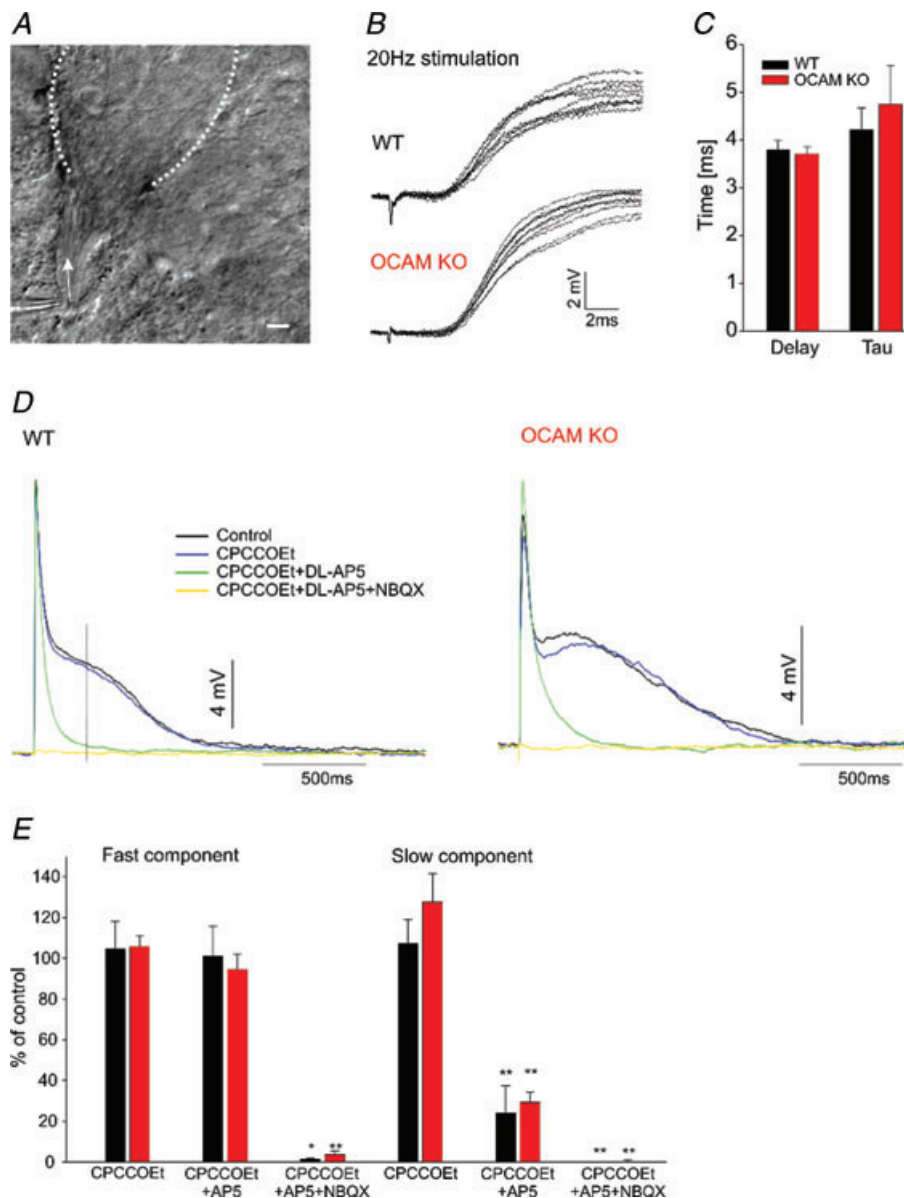 A
B
20Hz stimulation
WT
OCAM KO
2 mV
2ms
C
6
5
4
3
2
1
0
Time [ms]
WT
OCAM KO
Delay
Tau
D
WT
OCAM KO
Control
CPCCOEt
CPCCOEt+DL-AP5
CPCCOEt+DL-AP5+NBQX
4 mV
500ms
4 mV
500ms
E
Fast component
Slow component
140
120
100
80
60
40
20
0
% of control
* **
** **
** **
CPCCOEt
CPCCOEt
+AP5
CPCCOEt
+AP5+NBQX
CPCCOEt
CPCCOEt
+AP5
CPCCOEt
+AP5+NBQX